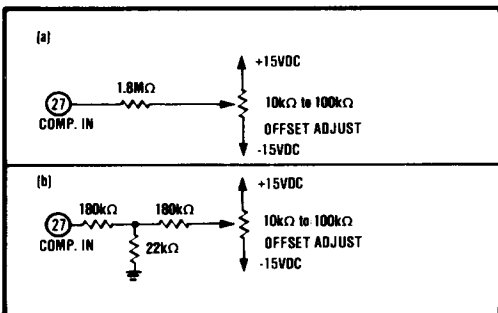 (a)
+15VDC
1.8MΩ
27
COMP. IN
10kΩ to 100kΩ
OFFSET ADJUST
-15VDC
(b)
+15VDC
180kΩ 180kΩ
27
COMP. IN
22kΩ
10kΩ to 100kΩ
OFFSET ADJUST
-15VDC